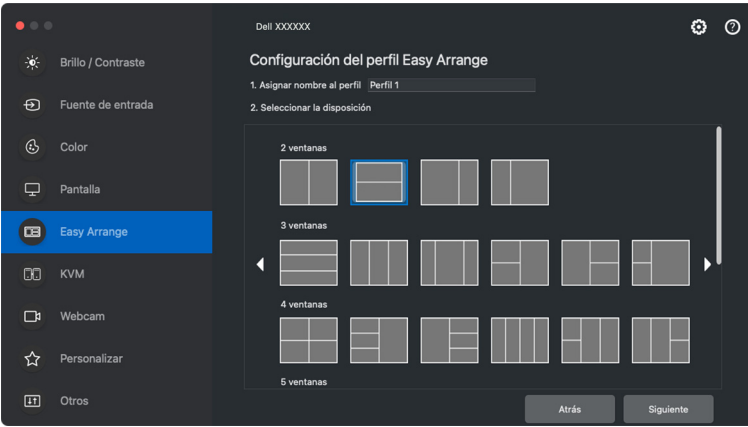 Dell XXXXXX
Brillo / Contraste
Fuente de entrada
Color
Pantalla
Easy Arrange
KVM
Webcam
Personalizar
Otros
Configuración del perfil Easy Arrange
1. Asignar nombre al perfil Perfil 1
2. Seleccionar la disposición
2 ventanas
3 ventanas
4 ventanas
5 ventanas
Atrás
Siguiente